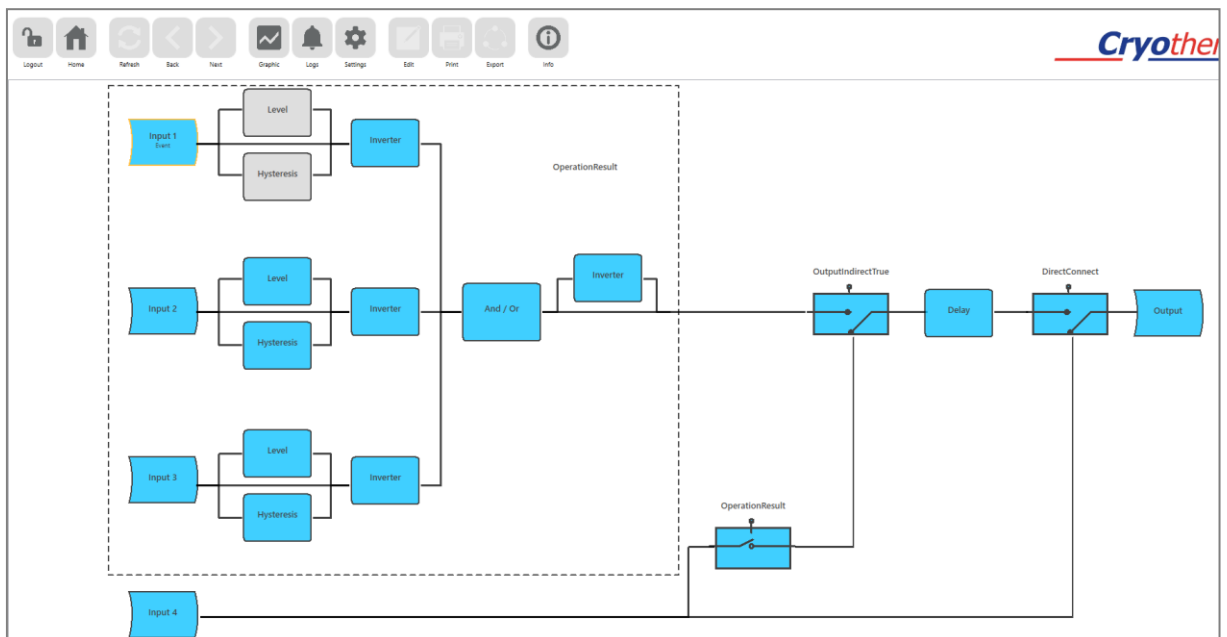 Logout Home Refresh Back Next Graphic Logs Settings Edit Print Export Info
Cryother
Level
Input 1
Event
Inverter
Hysteresis
OperationResult
Level
Inverter
OutputIndirectTrue
DirectConnect
Input 2
Inverter
And / Or
Delay
Output
Hysteresis
Level
Input 3
Inverter
Hysteresis
OperationResult
Input 4